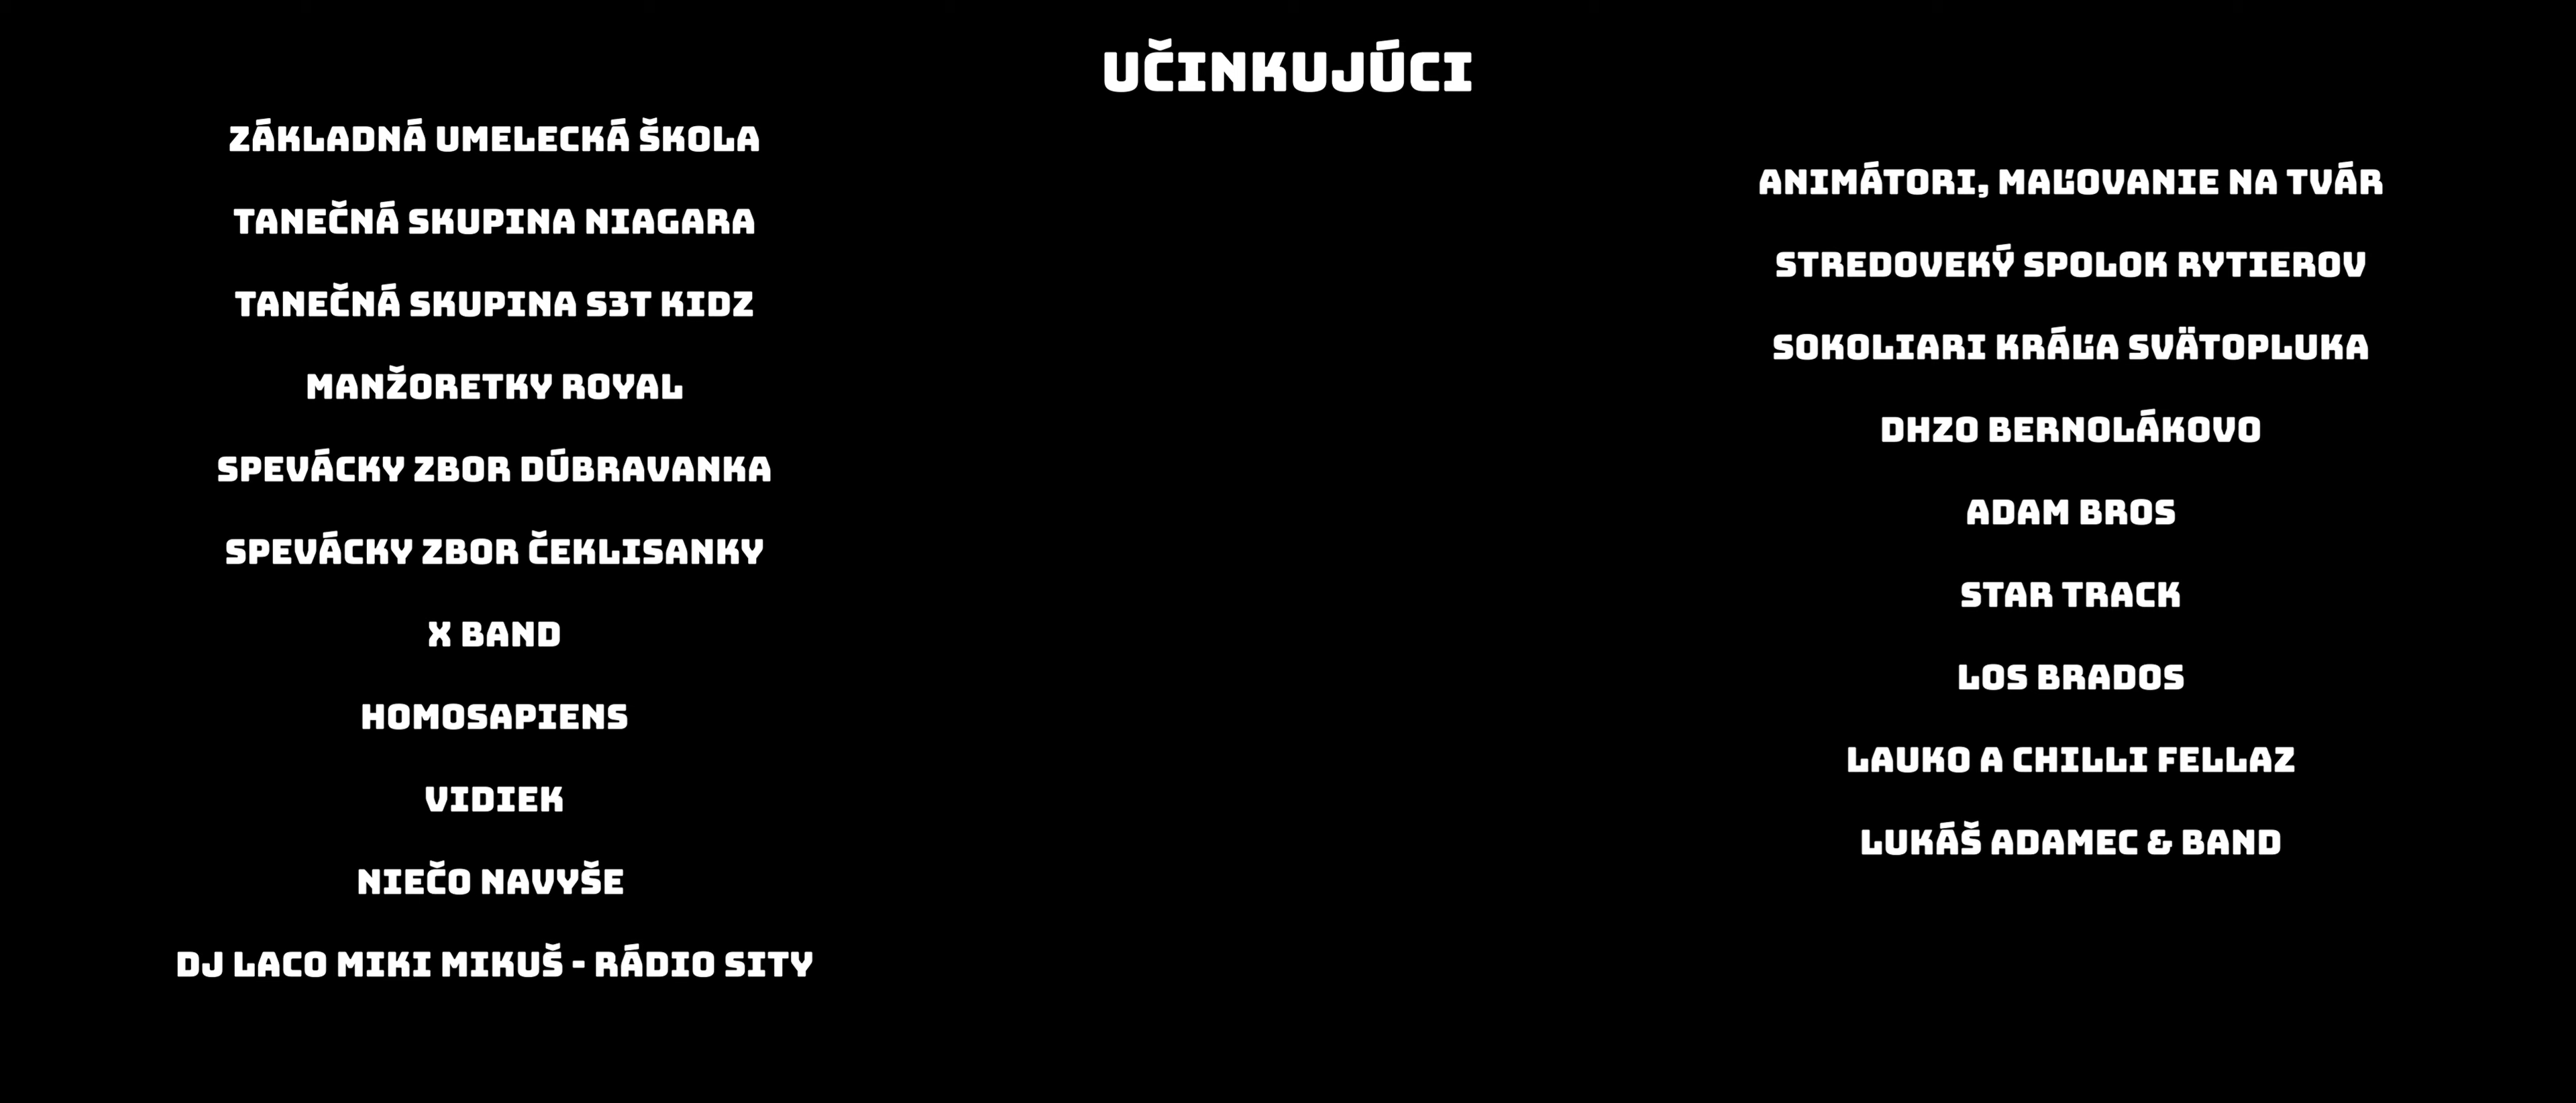 UČINKUJÚCI
ZÁKLADNÁ UMELECKÁ ŠKOLA
TANEČNÁ SKUPINA NIAGARA
TANEČNÁ SKUPINA S3T KIDZ
MANŽORETKY ROYAL
SPEVÁCKY ZBOR DÚBRAVANKA
SPEVÁCKY ZBOR ČEKLISANKY
X BAND
HOMOSAPIENS
VIDIEK
NIEČO NAVYŠE
DJ LACO MIKI MIKUŠ - RÁDIO SITY
ANIMÁTORI, MAĽOVANIE NA TVÁR
STREDOVEKÝ SPOLOK RYTIEROV
SOKOLIARI KRÁĽA SVÄTOPLUKA
DHZO BERNOLÁKOVO
ADAM BROS
STAR TRACK
LOS BRADOS
LAUKO A CHILLI FELLAZ
LUKÁŠ ADAMEC & BAND